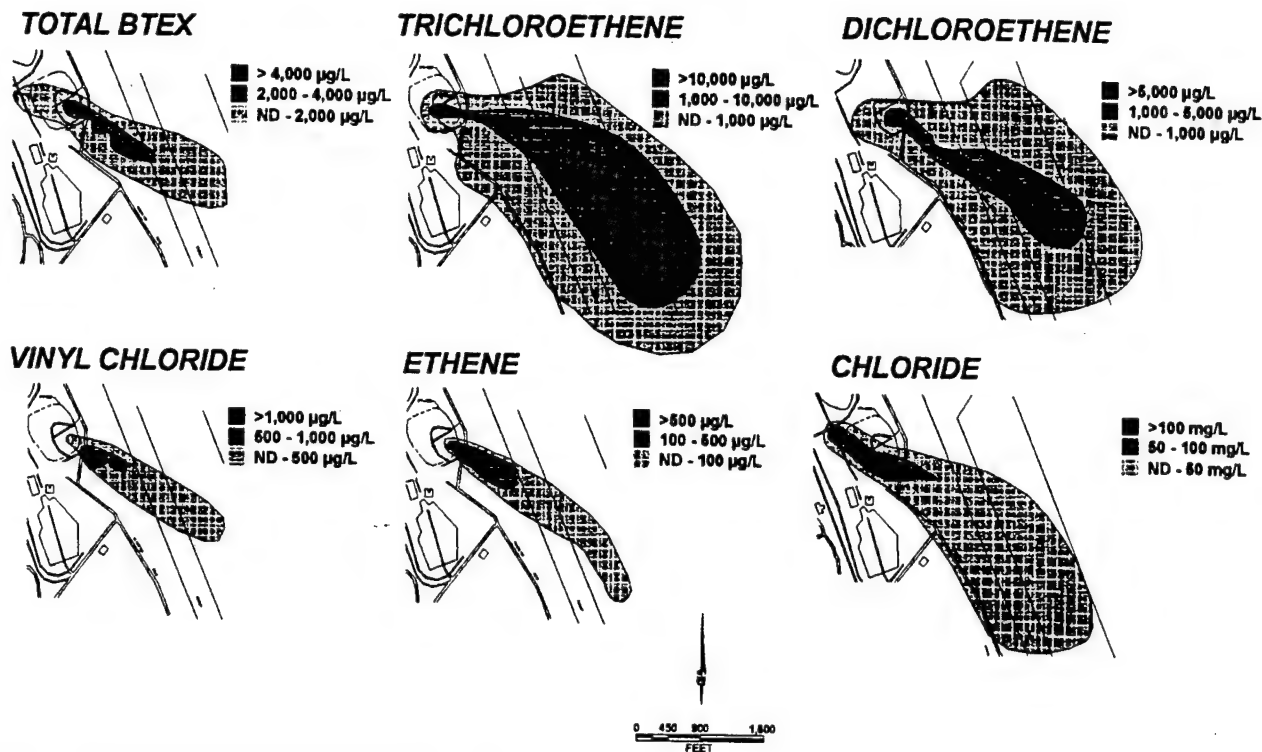 TOTAL BTEX
> 4,000 µg/L
2,000 - 4,000 µg/L
ND - 2,000 µg/L
TRICHLOROETHENE
>10,000 µg/L
1,000 - 10,000 µg/L
ND - 1,000 µg/L
DICHLOROETHENE
>5,000 µg/L
1,000 - 5,000 µg/L
ND - 1,000 µg/L
VINYL CHLORIDE
>1,000 µg/L
500 - 1,000 µg/L
ND - 500 µg/L
ETHENE
>500 µg/L
100 - 500 µg/L
ND - 100 µg/L
CHLORIDE
>100 mg/L
50 - 100 mg/L
ND - 50 mg/L
0 450 900 1,800
FEET